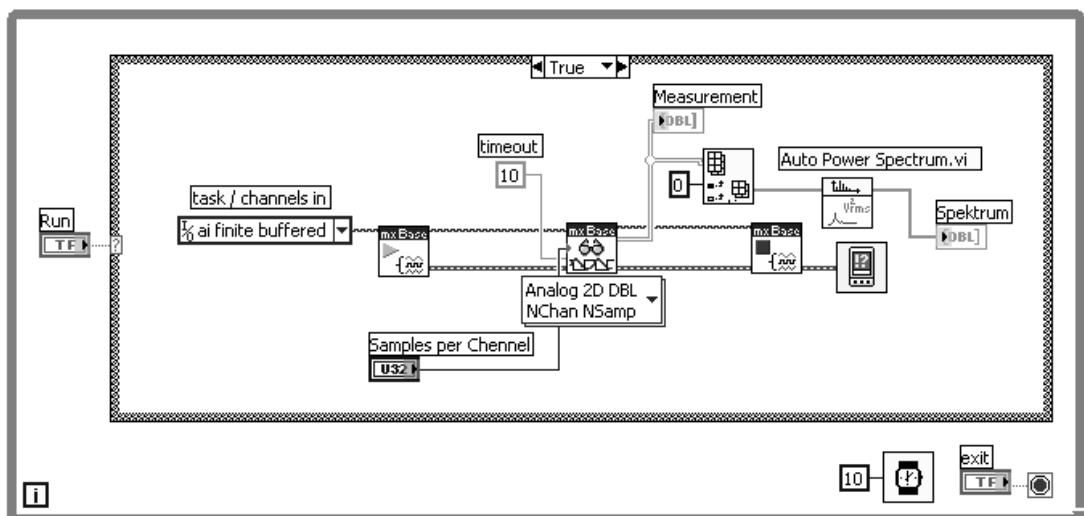 True
Measurement
DBL]
timeout
10
0
Auto Power Spectrum.vi
Vrms
task / channels in
ai finite buffered
Run
TF
?
mxBase
mxBase
mxBase
Spektrum
DBL]
!?
Analog 2D DBL
NChan NSamp
Samples per Chennel
U32
10
exit
TF
i